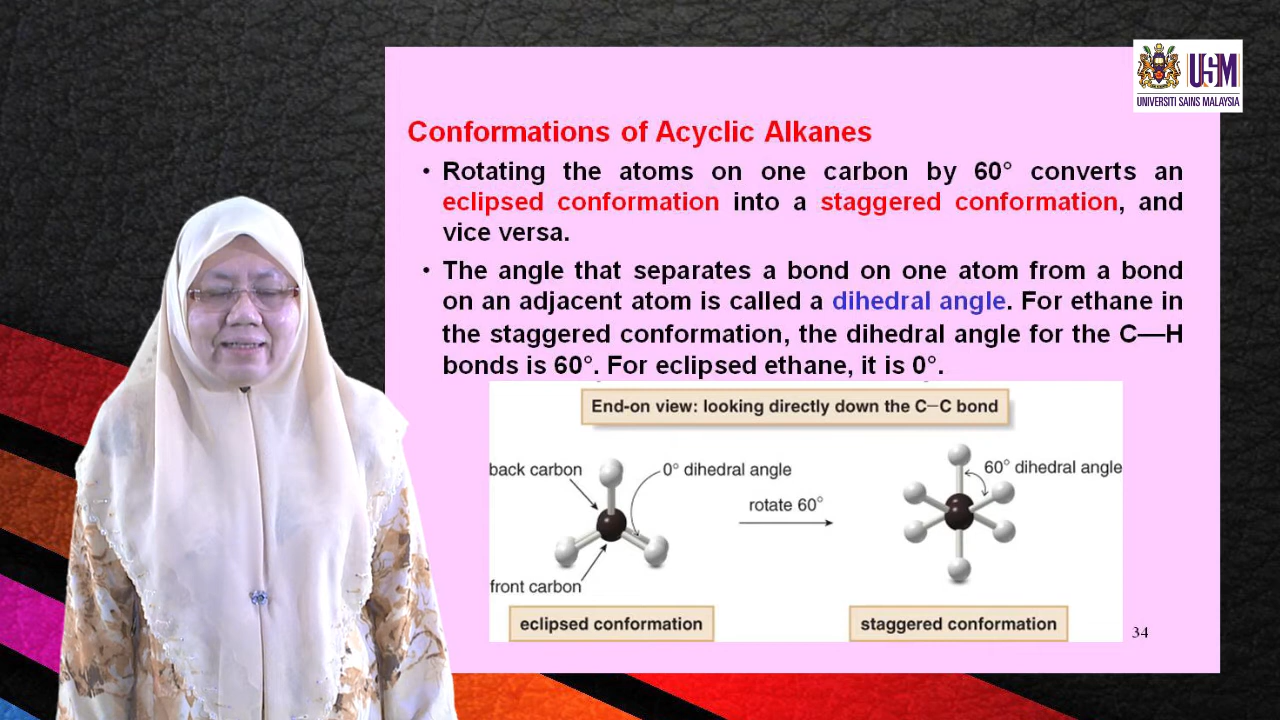 USM
UNIVERSITI SAINS MALAYSIA
Conformations of Acyclic Alkanes
• Rotating the atoms on one carbon by 60° converts an
eclipsed conformation into a staggered conformation, and
vice versa.
• The angle that separates a bond on one atom from a bond
on an adjacent atom is called a dihedral angle. For ethane in
the staggered conformation, the dihedral angle for the C—H
bonds is 60°. For eclipsed ethane, it is 0°.
End-on view: looking directly down the C–C bond
back carbon
0° dihedral angle
rotate 60°
60° dihedral angle
front carbon
eclipsed conformation
staggered conformation
34